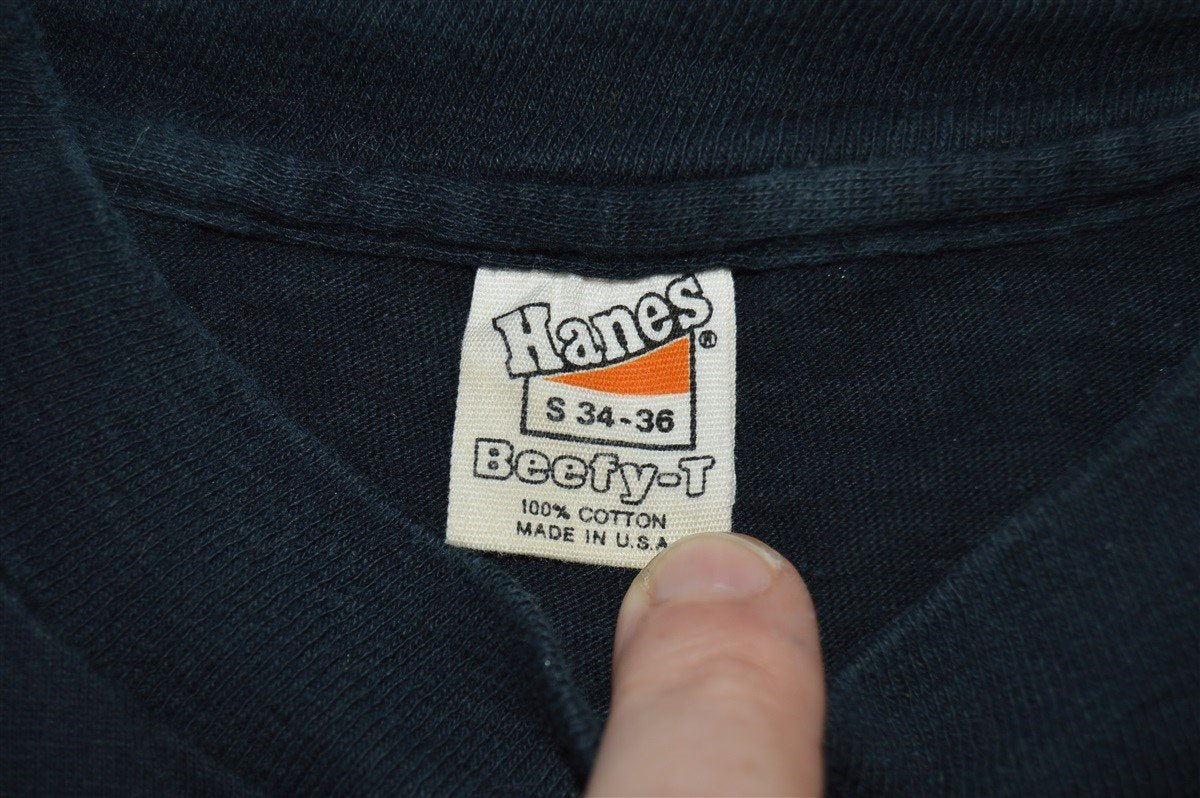 Hanes®
S 34-36
Beefy-T
100% COTTON
MADE IN U.S.A